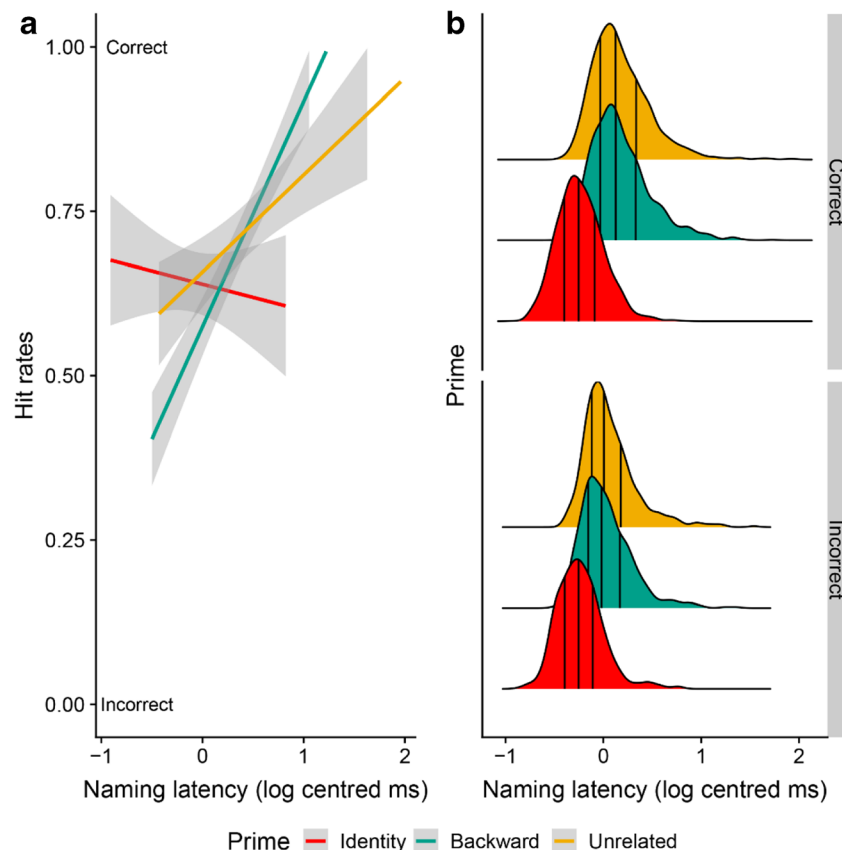 a
b
1.00
Correct
0.75
0.50
0.25
0.00
Incorrect
Hit rates
−1
0
1
2
Naming latency (log centred ms)
Prime
Correct
Incorrect
−1
0
1
2
Naming latency (log centred ms)
Prime Identity Backward Unrelated